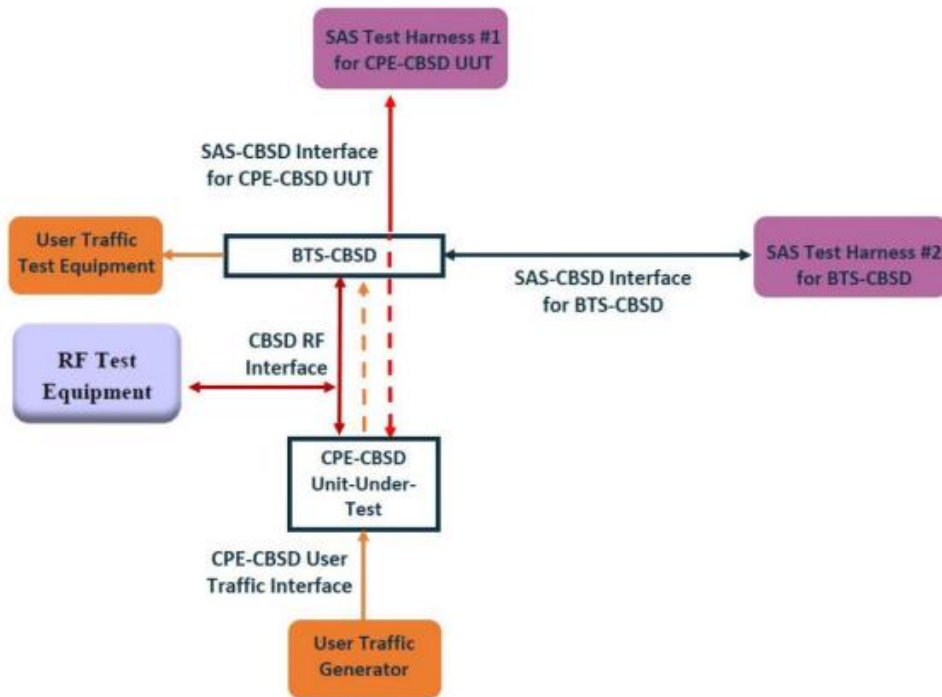 SAS Test Harness #1
for CPE-CBSD UUT
SAS-CBSD Interface
for CPE-CBSD UUT
User Traffic
Test Equipment
BTS-CBSD
SAS Test Harness #2
for BTS-CBSD
SAS-CBSD Interface
for BTS-CBSD
CBSD RF
Interface
RF Test
Equipment
CPE-CBSD
Unit-Under-
Test
CPE-CBSD User
Traffic Interface
User Traffic
Generator